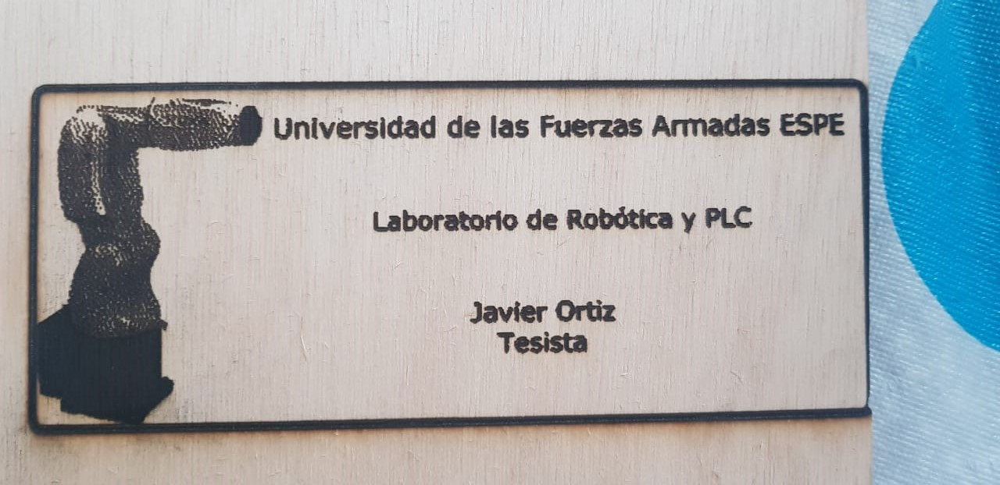 Universidad de las Fuerzas Armadas ESPE
Laboratorio de Robótica y PLC
Javier Ortiz
Tesista